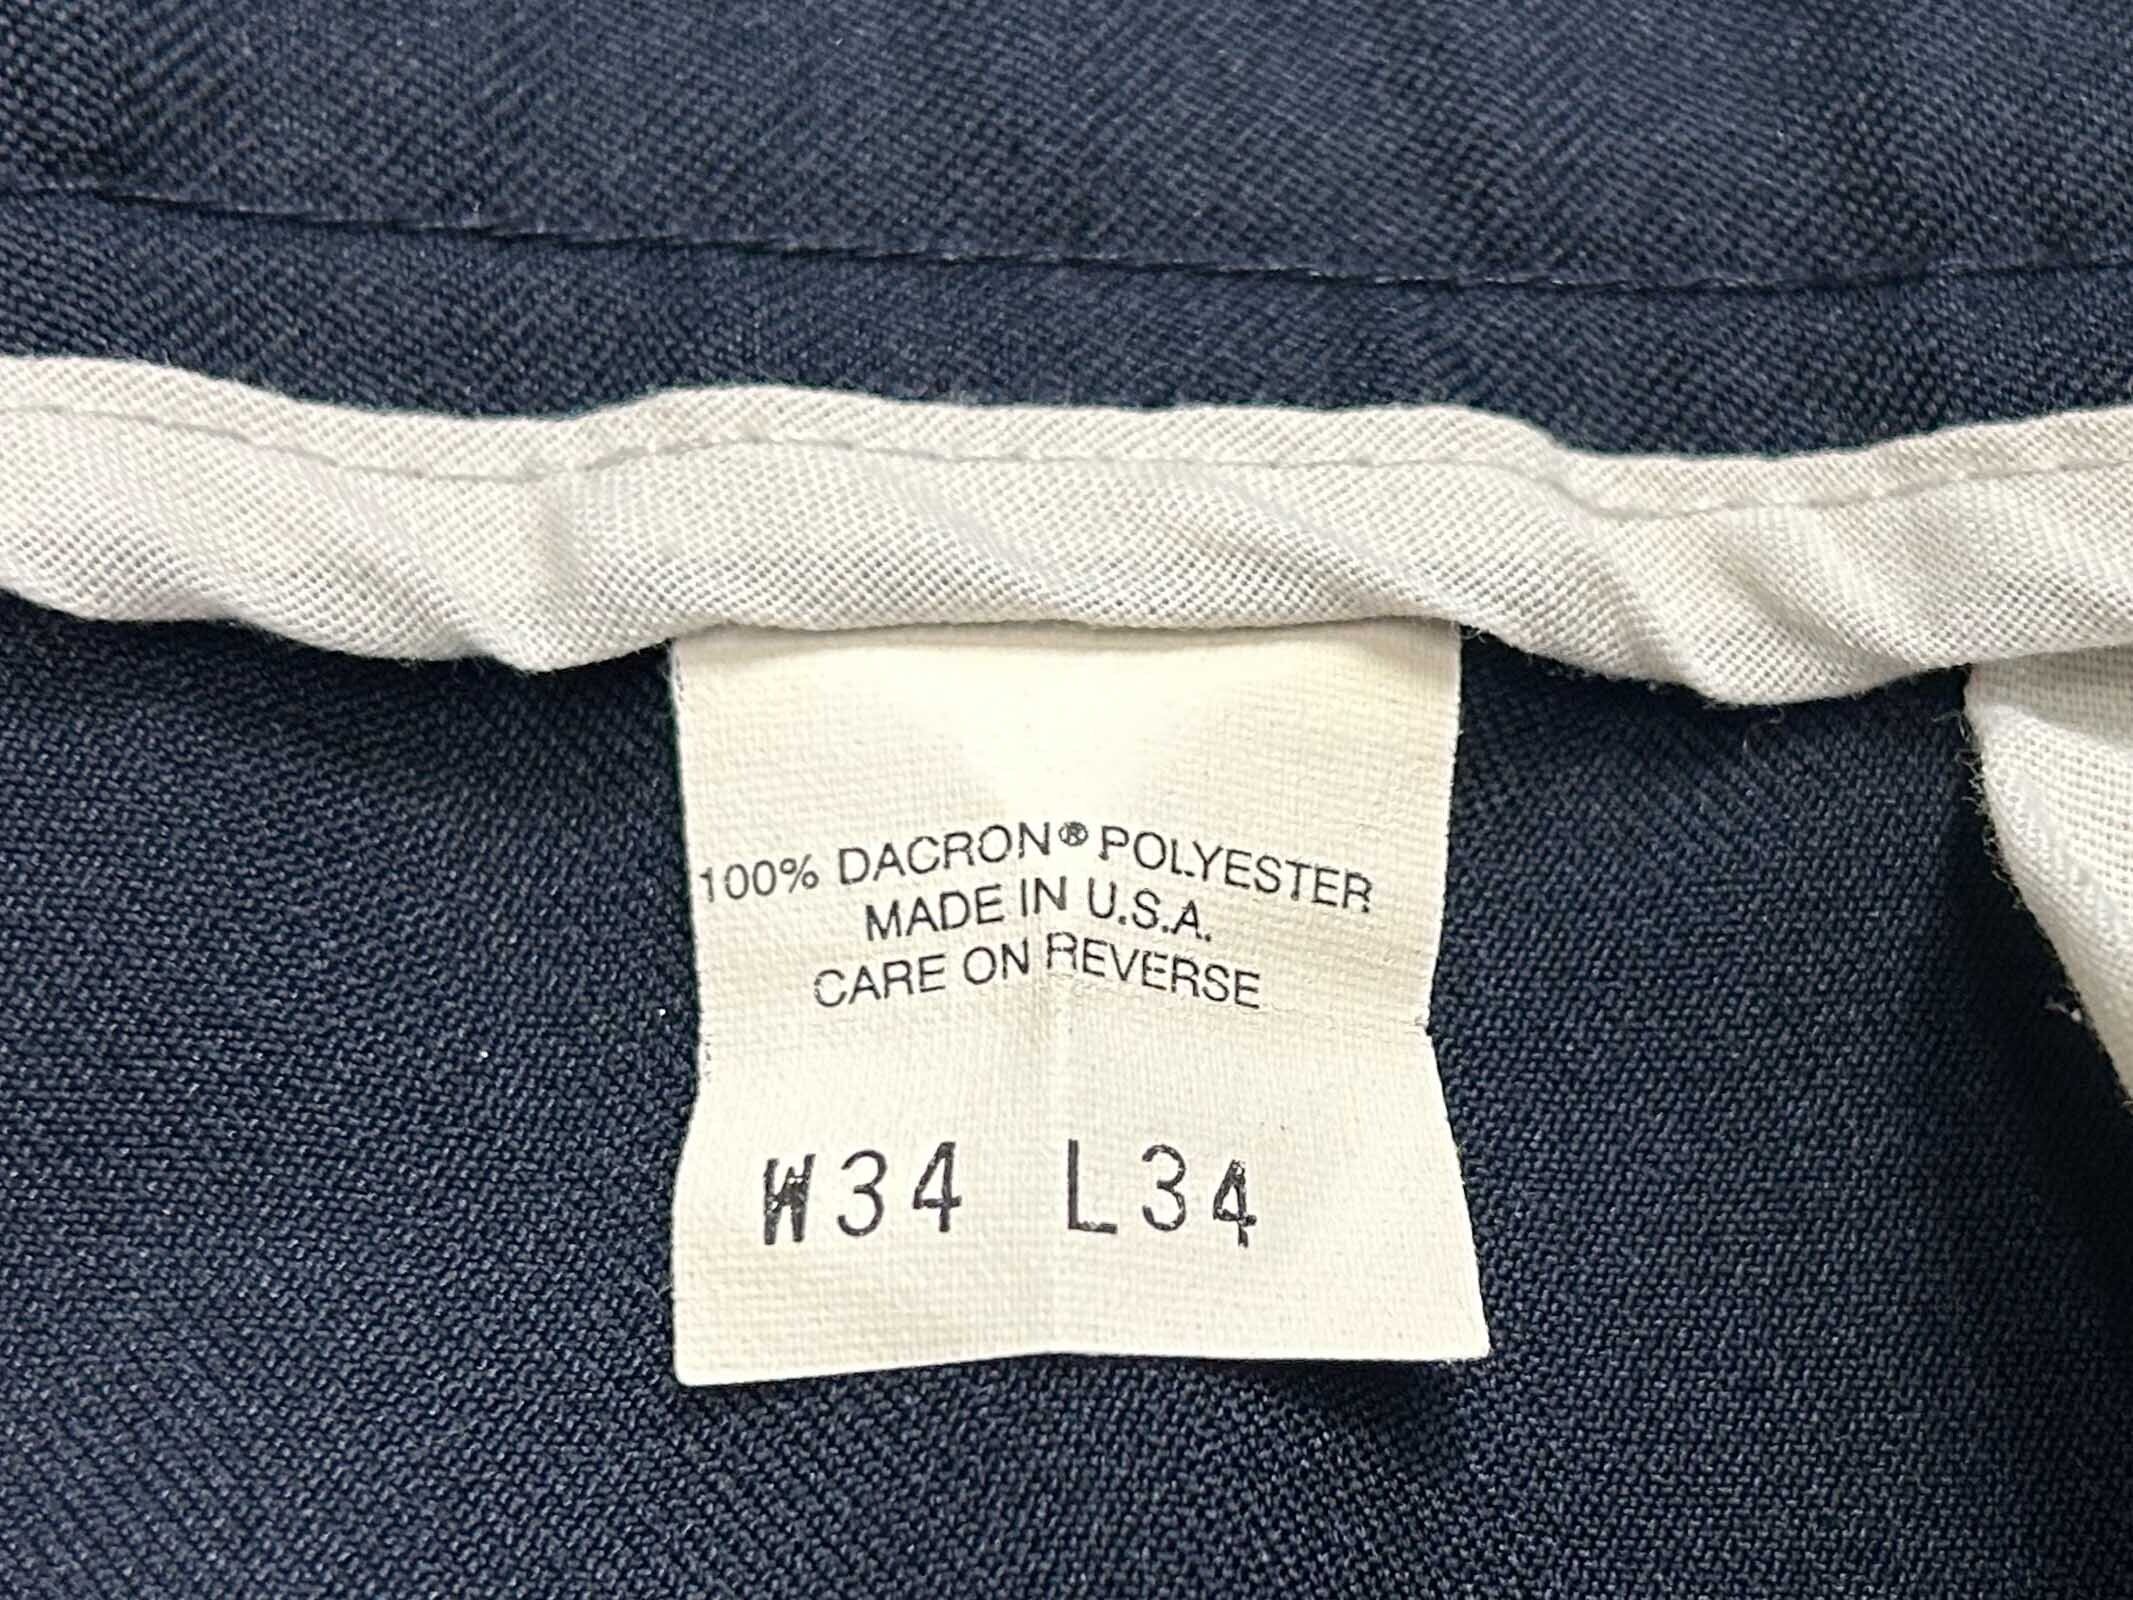 100% DACRON® POLYESTER
MADE IN U.S.A.
CARE ON REVERSE
W34 L34